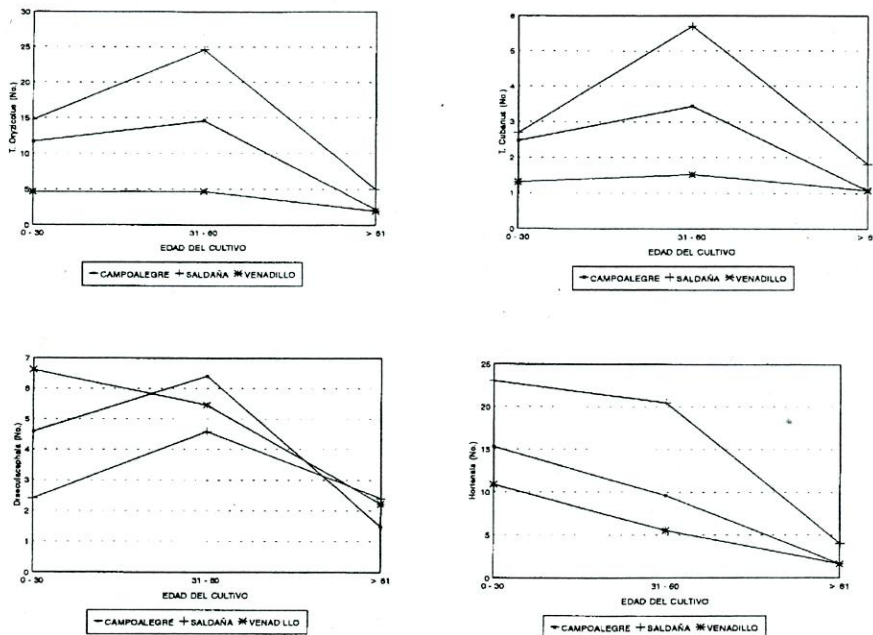 T. Oryzicolus (No.)
30
25
20
15
10
5
0
0 - 30 31 - 60 > 61
EDAD DEL CULTIVO
CAMPOALEGRE SALDAÑA VENADILLO
T. Cubanus (No.)
6
5
4
3
2
1
0
0 - 30 31 - 60 > 6
EDAD DEL CULTIVO
CAMPOALEGRE SALDAÑA VENADILLO
Draeculacephala (No.)
7
6
5
4
3
2
1
0
0 - 30 31 - 60 > 61
EDAD DEL CULTIVO
CAMPOALEGRE SALDAÑA VENADILLO
Hortensia (No.)
25
20
15
10
5
0
0 - 30 31 - 60 > 61
EDAD DEL CULTIVO
CAMPOALEGRE SALDAÑA VENADILLO